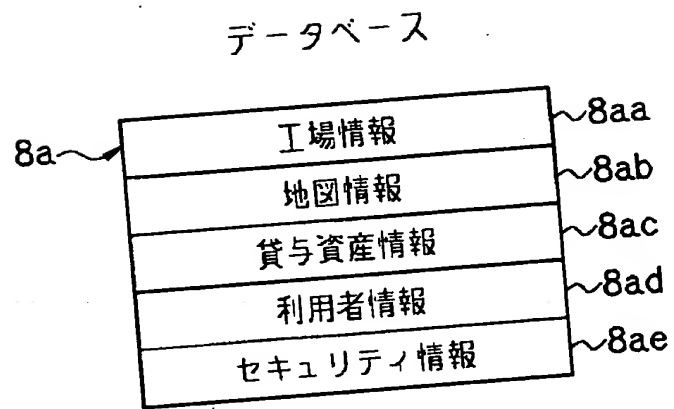 データベース
8a
工場情報 8aa
地図情報 8ab
貸与資産情報 8ac
利用者情報 8ad
セキュリティ情報 8ae